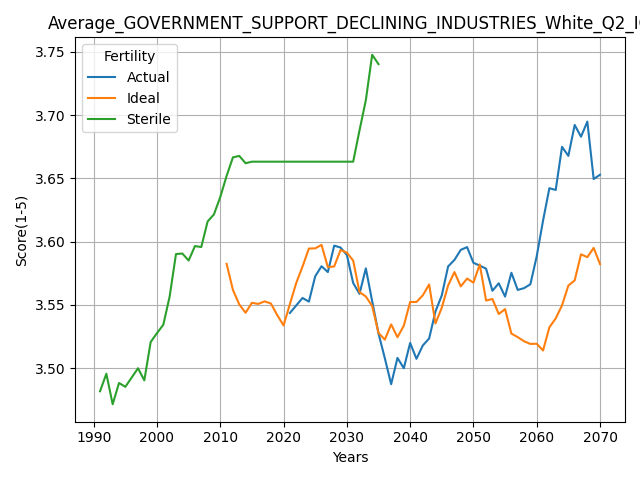 Average_GOVERNMENT_SUPPORT_DECLINING_INDUSTRIES_White_Q2_I
3.75
Fertility
Actual
Ideal
Sterile
3.70
3.65
3.60
3.55
3.50
Score(1-5)
1990 2000 2010 2020 2030 2040 2050 2060 2070
Years